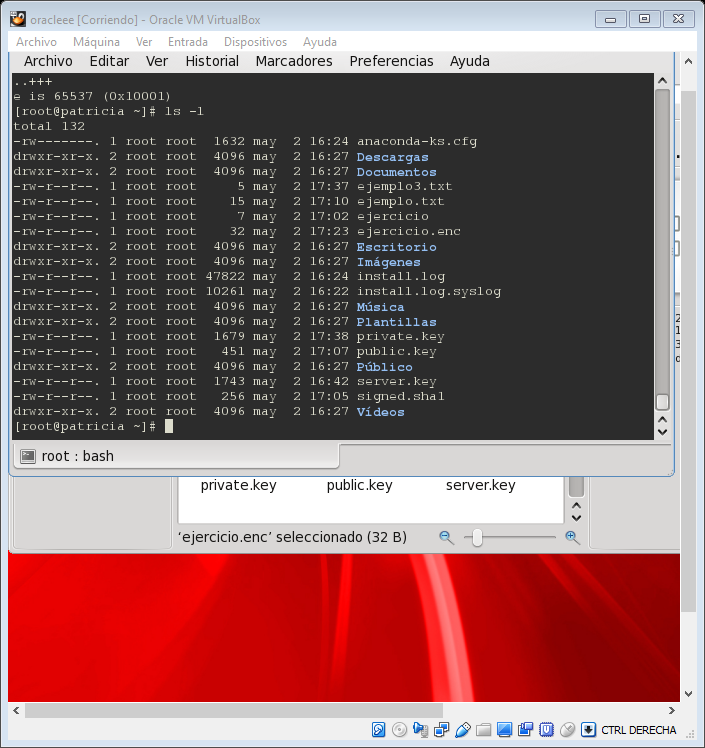 oracleee [Corriendo] - Oracle VM VirtualBox
Archivo Máquina Ver Entrada Dispositivos Ayuda
Archivo Editar Ver Historial Marcadores Preferencias Ayuda
..+++
e is 65537 (0x10001)
[root@patricia ~]# ls -l
total 132
-rw-------. 1 root root 1632 may 2 16:24 anaconda-ks.cfg
drwxr-xr-x. 2 root root 4096 may 2 16:27 Descargas
drwxr-xr-x. 2 root root 4096 may 2 16:27 Documentos
-rw-r--r--. 1 root root 5 may 2 17:37 ejemplo3.txt
-rw-r--r--. 1 root root 15 may 2 17:10 ejemplo.txt
-rw-r--r--. 1 root root 7 may 2 17:02 ejercicio
-rw-r--r--. 1 root root 32 may 2 17:23 ejercicio.enc
drwxr-xr-x. 2 root root 4096 may 2 16:27 Escritorio
drwxr-xr-x. 2 root root 4096 may 2 16:27 Imágenes
-rw-r--r--. 1 root root 47822 may 2 16:24 install.log
-rw-r--r--. 1 root root 10261 may 2 16:22 install.log.syslog
drwxr-xr-x. 2 root root 4096 may 2 16:27 Música
drwxr-xr-x. 2 root root 4096 may 2 16:27 Plantillas
-rw-r--r--. 1 root root 1679 may 2 17:38 private.key
-rw-r--r--. 1 root root 451 may 2 17:07 public.key
drwxr-xr-x. 2 root root 4096 may 2 16:27 Público
-rw-r--r--. 1 root root 1743 may 2 16:42 server.key
-rw-r--r--. 1 root root 256 may 2 17:05 signed.sha1
drwxr-xr-x. 2 root root 4096 may 2 16:27 Vídeos
[root@patricia ~]#
root : bash
private.key public.key server.key
‘ejercicio.enc’ seleccionado (32 B)
CTRL DERECHA